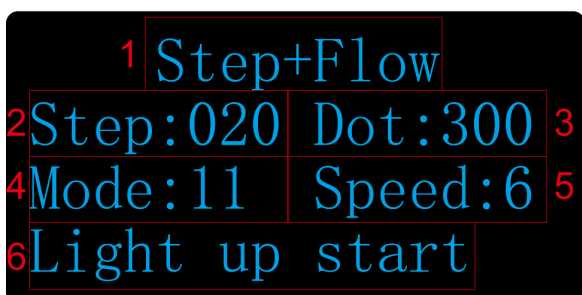 1 Step+Flow
2 Step:020 Dot:300 3
4 Mode:11 Speed:6 5
6 Light up start